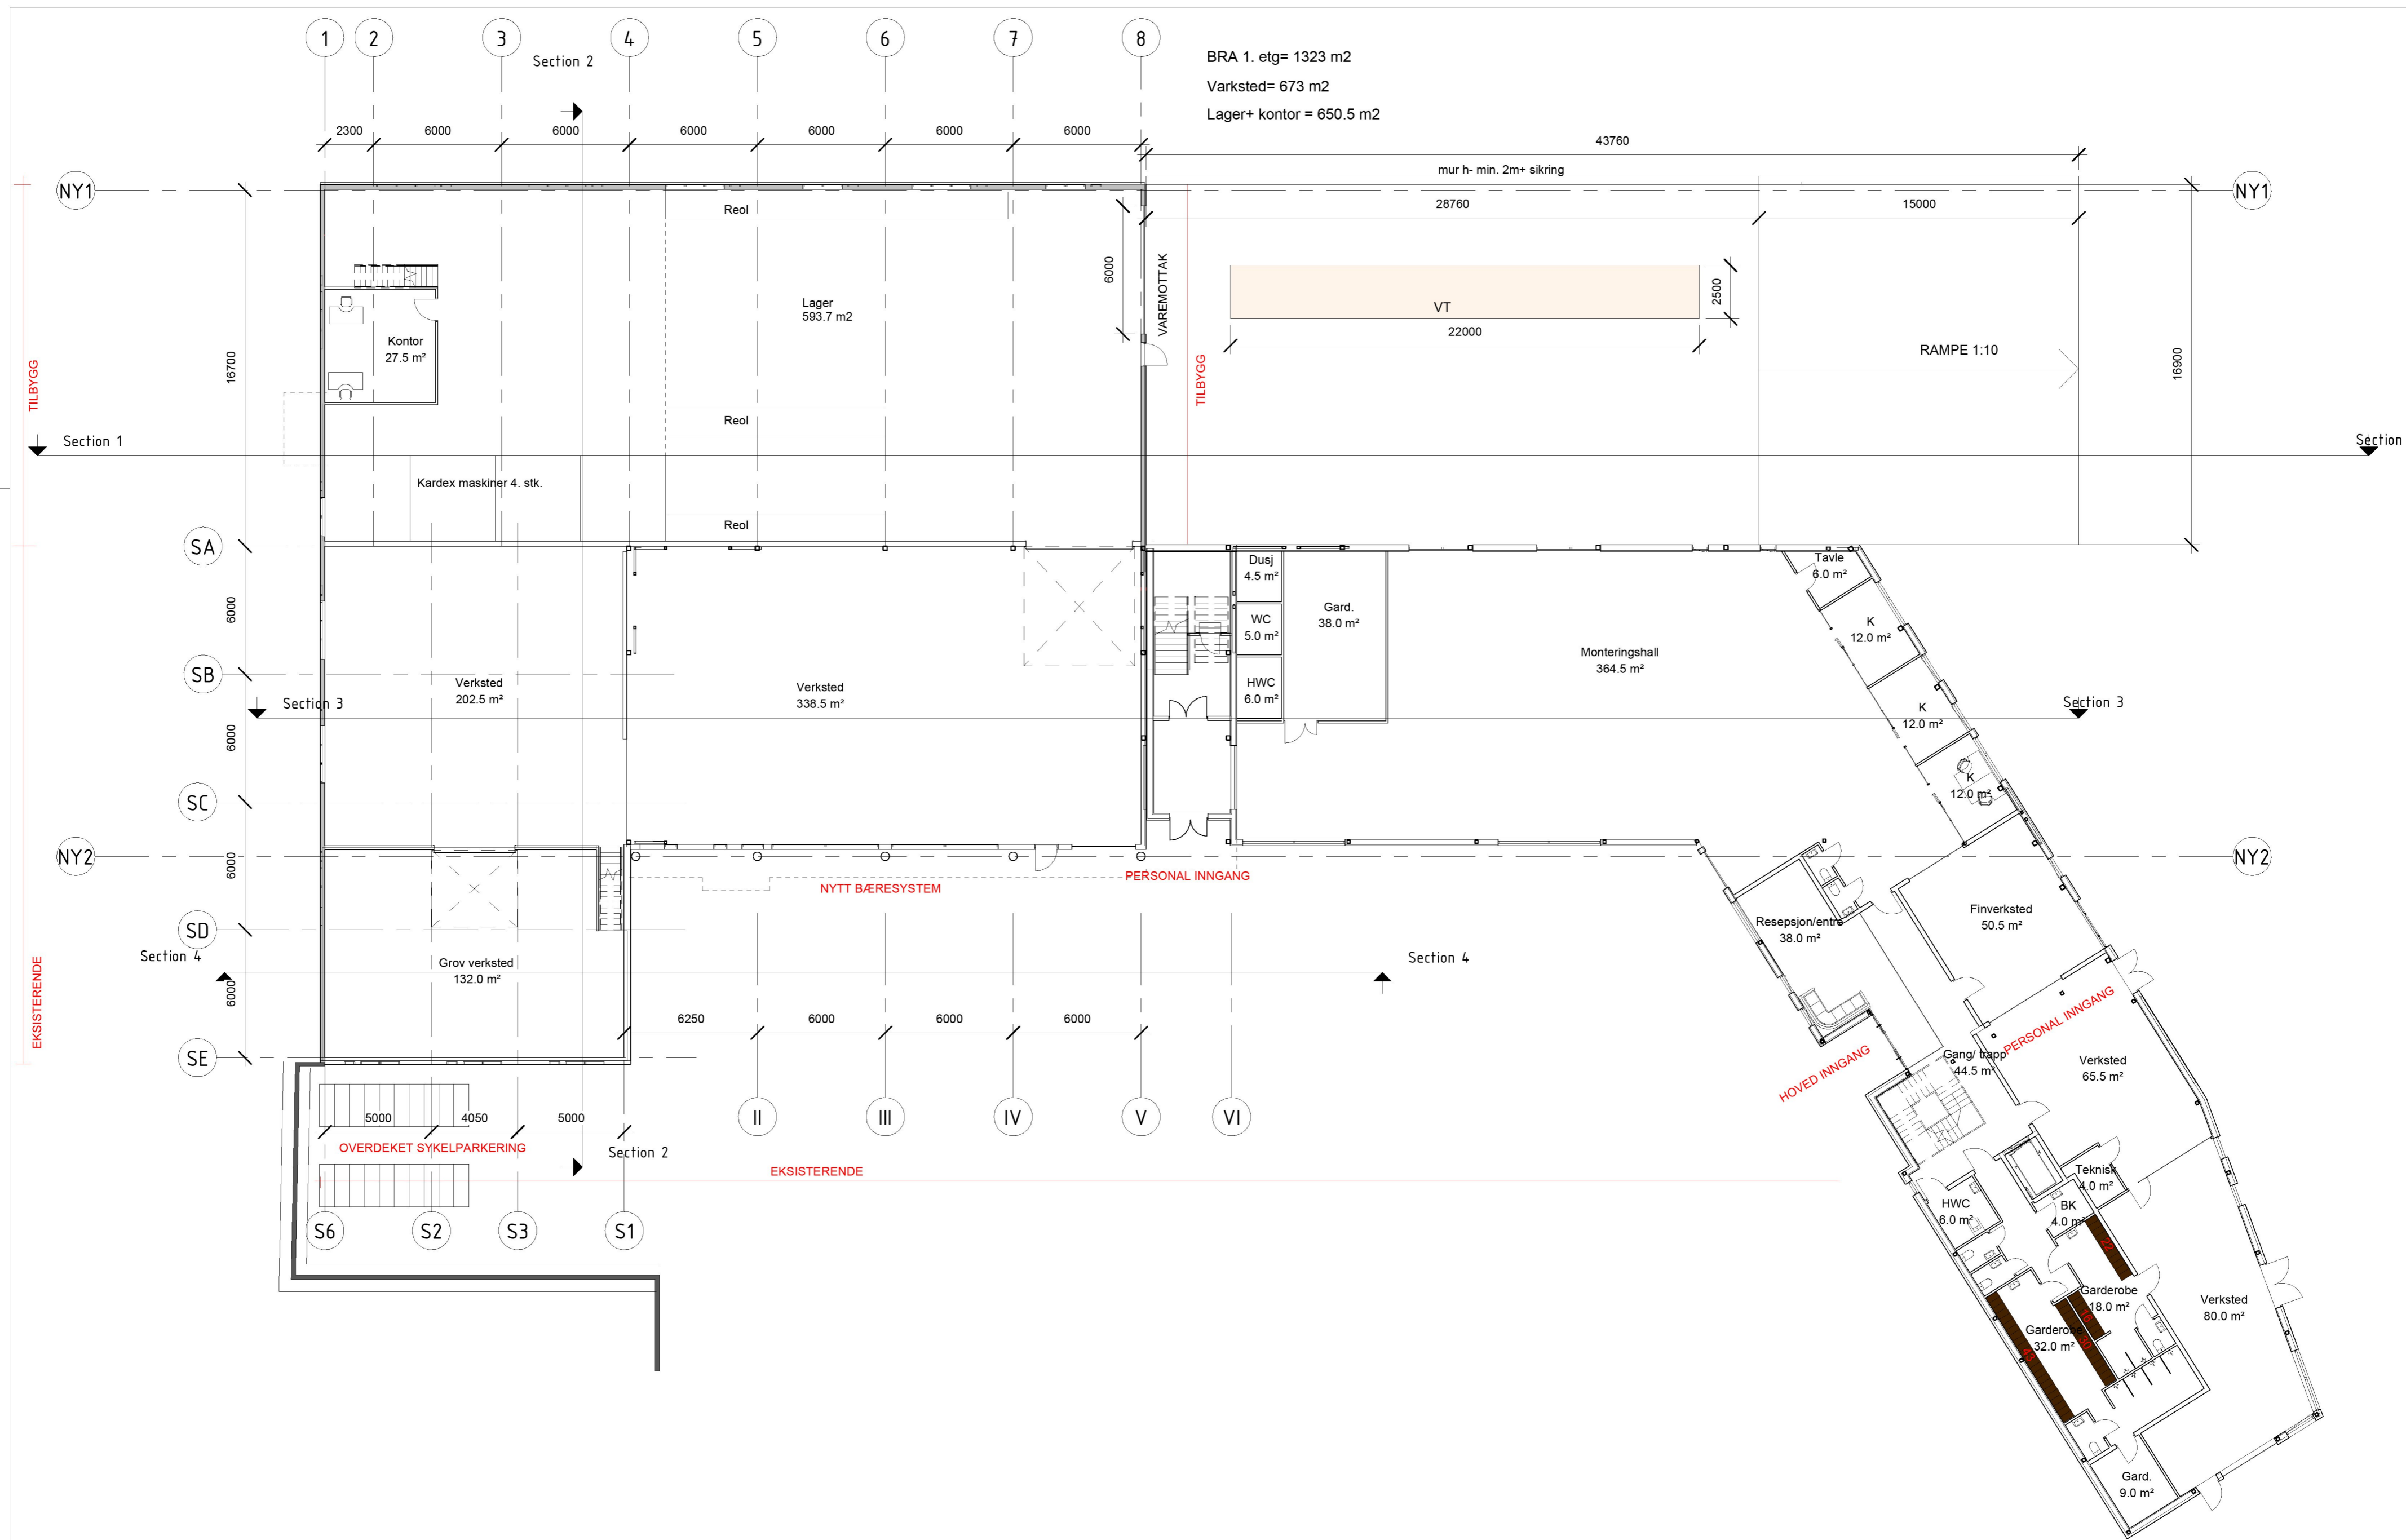 1 2 3 4 5 6 7 8
Section 2
BRA 1. etg= 1323 m2
Varksted= 673 m2
Lager+ kontor = 650.5 m2
2300 6000 6000 6000 6000 6000 6000
43760
mur h- min. 2m+ sikring
NY1
NY1
28760
15000
Reol
6000
VAREMOTTAK
TILBYGG
VT
2500
22000
RAMPE 1:10
16900
Lager
593.7 m2
Kontor
27.5 m²
16700
TILBYGG
Section 1
Section
Reol
Kardex maskiner 4. stk.
Reol
SA
6000
SB
6000
SC
6000
SD
6000
SE
Dusj
4.5 m²
WC
5.0 m²
HWC
6.0 m²
Gard.
38.0 m²
Monteringshall
364.5 m²
Tavle
6.0 m²
K
12.0 m²
K
12.0 m²
K
12.0 m²
Verksted
202.5 m²
Verksted
338.5 m²
Section 3
Section 3
NY2
NY2
NYTT BÆRESYSTEM
PERSONAL INNGANG
Resepsjon/entre
38.0 m²
Finverksted
50.5 m²
Section 4
Section 4
Grov verksted
132.0 m²
EKSISTERENDE
6250 6000 6000 6000
PERSONAL INNGANG
HOVED INNGANG
Gang/ trapp
44.5 m²
Verksted
65.5 m²
5000 4050 5000
II III IV V VI
OVERDEKET SYKELPARKERING
Section 2
EKSISTERENDE
S6 S2 S3 S1
Teknisk
4.0 m²
BK
4.0 m²
HWC
6.0 m²
22
Garderobe
18.0 m²
Garderobe
32.0 m²
Verksted
80.0 m²
Gard.
9.0 m²